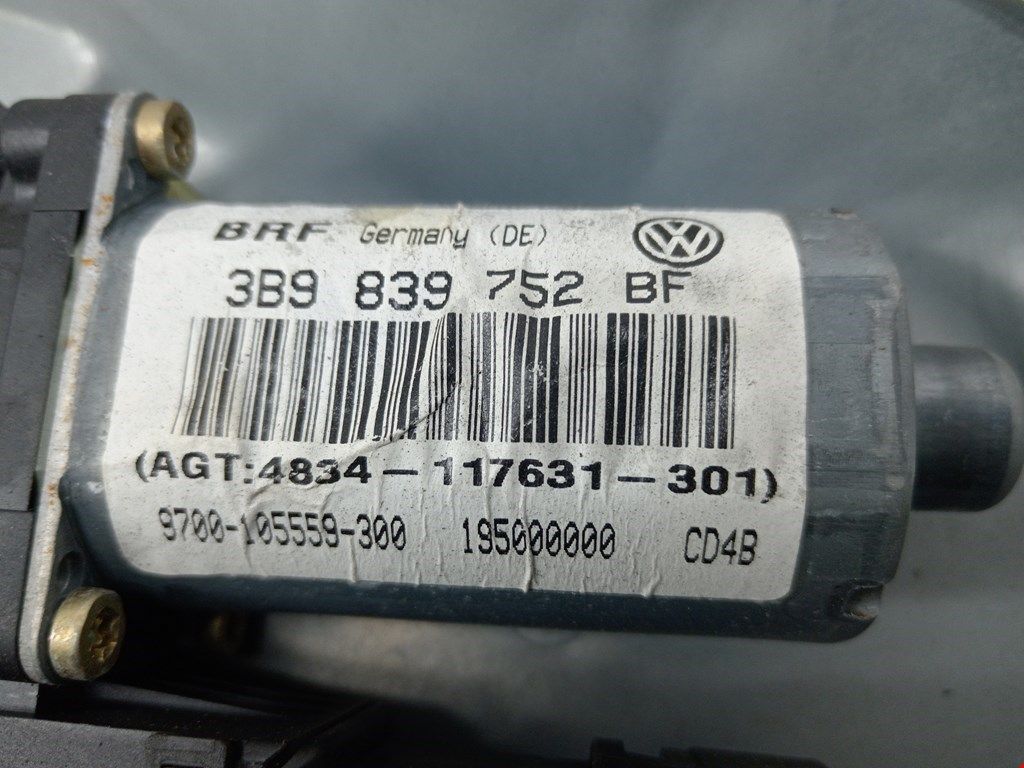 BRF Germany (DE)
3B9 839 752 BF
(AGT:4834-117631-301)
9700-105559-300 195000000 CD4B